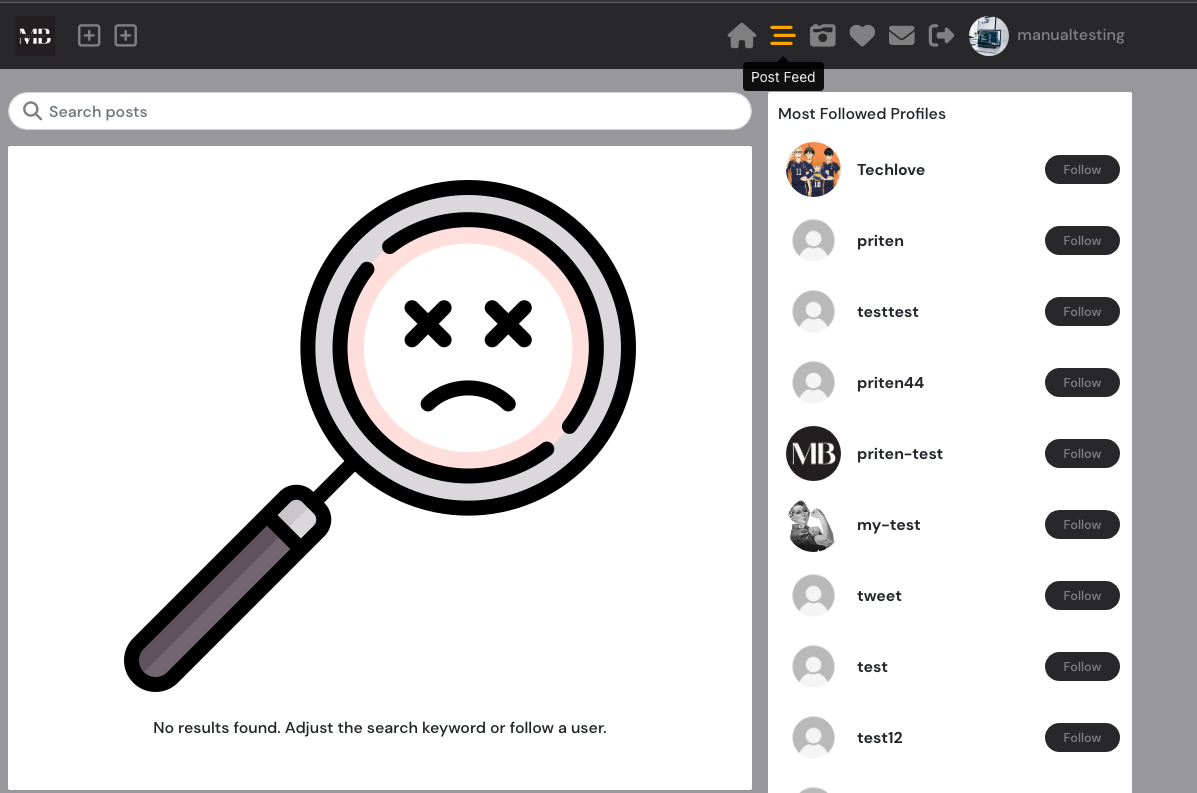 MB
manualtesting
Post Feed
Search posts
Most Followed Profiles
Techlove
Follow
priten
Follow
testtest
Follow
priten44
Follow
MB
priten-test
Follow
my-test
Follow
tweet
Follow
test
Follow
test12
Follow
No results found. Adjust the search keyword or follow a user.